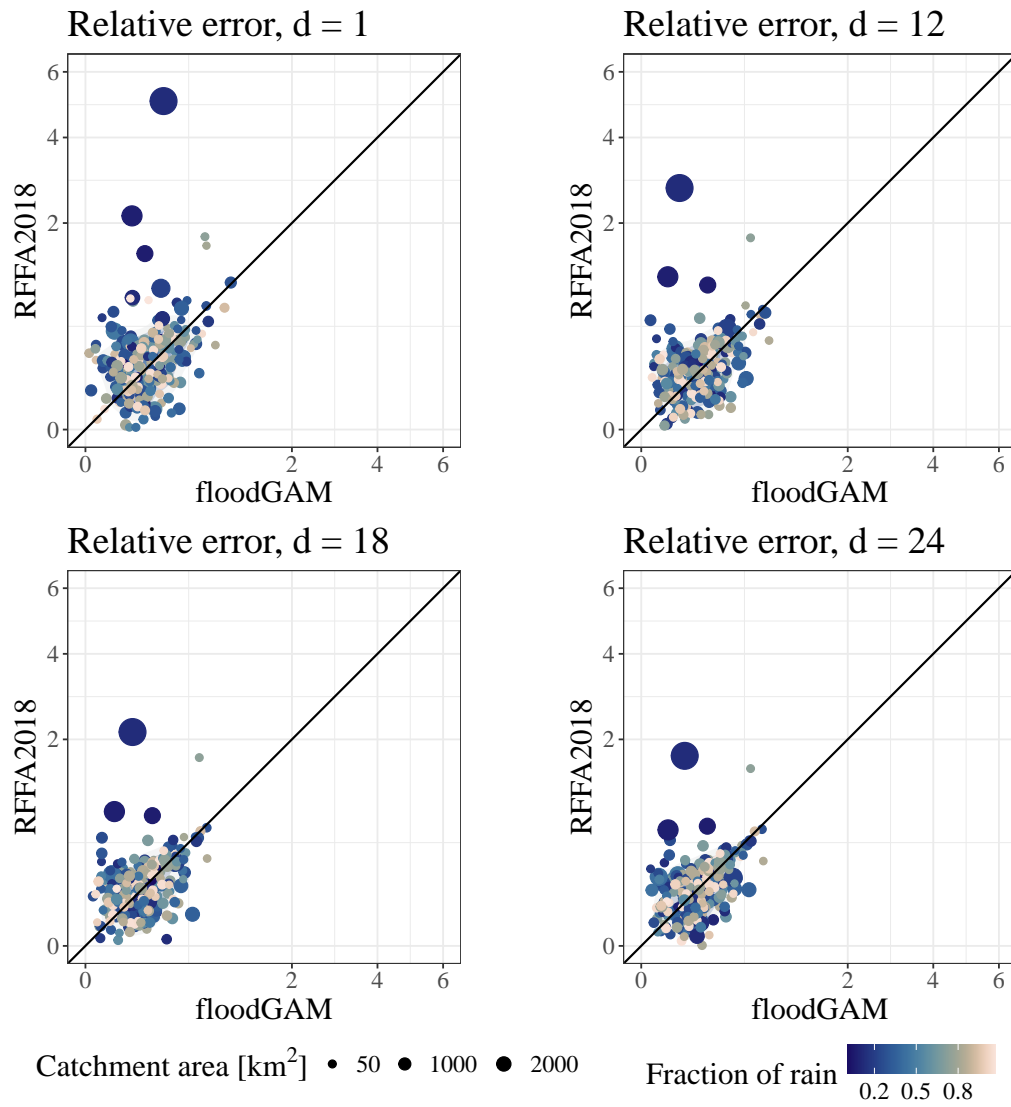 Relative error, d = 1
Relative error, d = 12
6
4
2
0
RFFA2018
0 2 4 6
floodGAM
6
4
2
0
RFFA2018
0 2 4 6
floodGAM
Relative error, d = 18
Relative error, d = 24
6
4
2
0
RFFA2018
0 2 4 6
floodGAM
6
4
2
0
RFFA2018
0 2 4 6
floodGAM
Catchment area [km²] 50 1000 2000
Fraction of rain
0.2 0.5 0.8